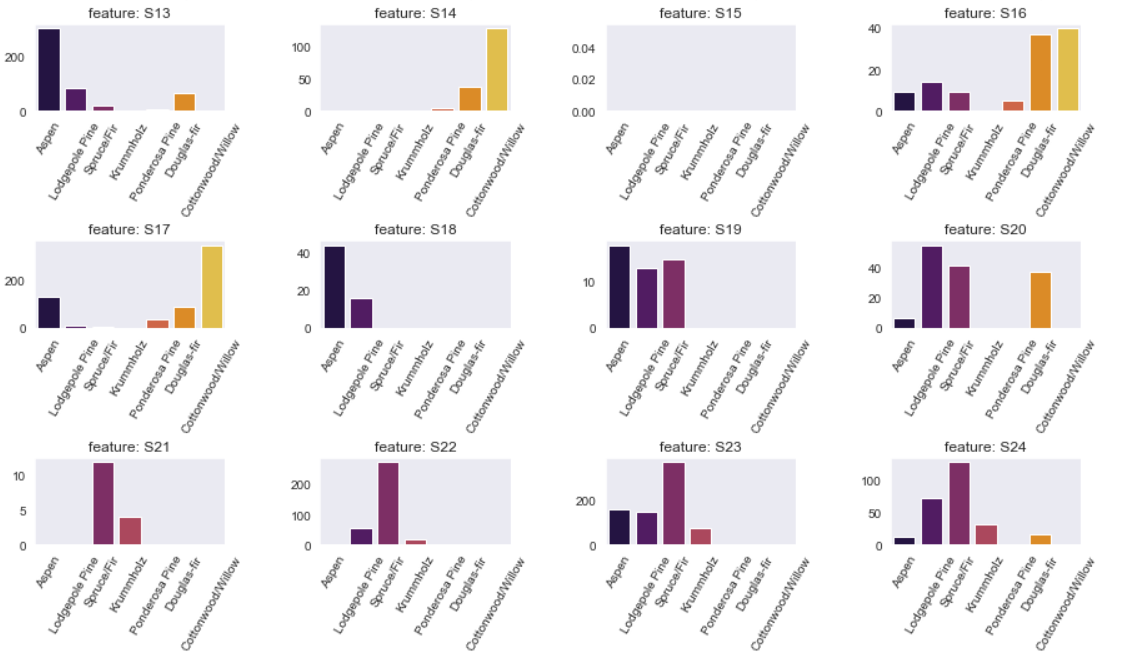 feature: S13
200
0
Aspen
Lodgepole Pine
Spruce/Fir
Krummholz
Ponderosa Pine
Douglas-fir
Cottonwood/Willow
feature: S14
100
50
0
Aspen
Lodgepole Pine
Spruce/Fir
Krummholz
Ponderosa Pine
Douglas-fir
Cottonwood/Willow
feature: S15
0.04
0.02
0.00
Aspen
Lodgepole Pine
Spruce/Fir
Krummholz
Ponderosa Pine
Douglas-fir
Cottonwood/Willow
feature: S16
40
20
0
Aspen
Lodgepole Pine
Spruce/Fir
Krummholz
Ponderosa Pine
Douglas-fir
Cottonwood/Willow
feature: S17
200
0
Aspen
Lodgepole Pine
Spruce/Fir
Krummholz
Ponderosa Pine
Douglas-fir
Cottonwood/Willow
feature: S18
40
20
0
Aspen
Lodgepole Pine
Spruce/Fir
Krummholz
Ponderosa Pine
Douglas-fir
Cottonwood/Willow
feature: S19
10
0
Aspen
Lodgepole Pine
Spruce/Fir
Krummholz
Ponderosa Pine
Douglas-fir
Cottonwood/Willow
feature: S20
40
20
0
Aspen
Lodgepole Pine
Spruce/Fir
Krummholz
Ponderosa Pine
Douglas-fir
Cottonwood/Willow
feature: S21
10
5
0
Aspen
Lodgepole Pine
Spruce/Fir
Krummholz
Ponderosa Pine
Douglas-fir
Cottonwood/Willow
feature: S22
200
100
0
Aspen
Lodgepole Pine
Spruce/Fir
Krummholz
Ponderosa Pine
Douglas-fir
Cottonwood/Willow
feature: S23
200
0
Aspen
Lodgepole Pine
Spruce/Fir
Krummholz
Ponderosa Pine
Douglas-fir
Cottonwood/Willow
feature: S24
100
50
0
Aspen
Lodgepole Pine
Spruce/Fir
Krummholz
Ponderosa Pine
Douglas-fir
Cottonwood/Willow